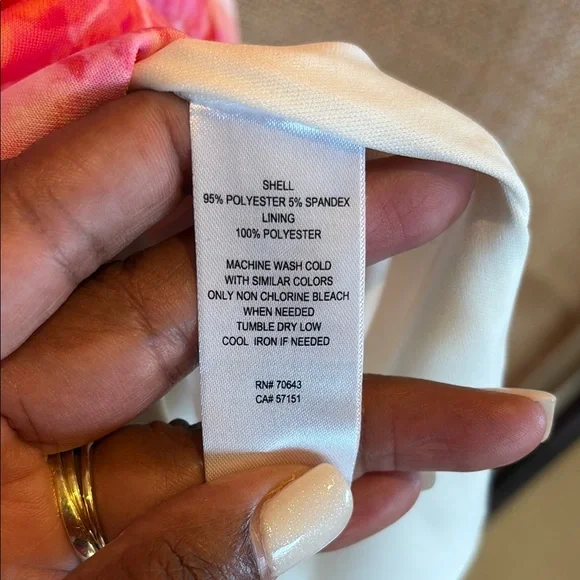 SHELL
95% POLYESTER 5% SPANDEX
LINING
100% POLYESTER
MACHINE WASH COLD
WITH SIMILAR COLORS
ONLY NON CHLORINE BLEACH
WHEN NEEDED
TUMBLE DRY LOW
COOL IRON IF NEEDED
RN# 70643
CA# 57151